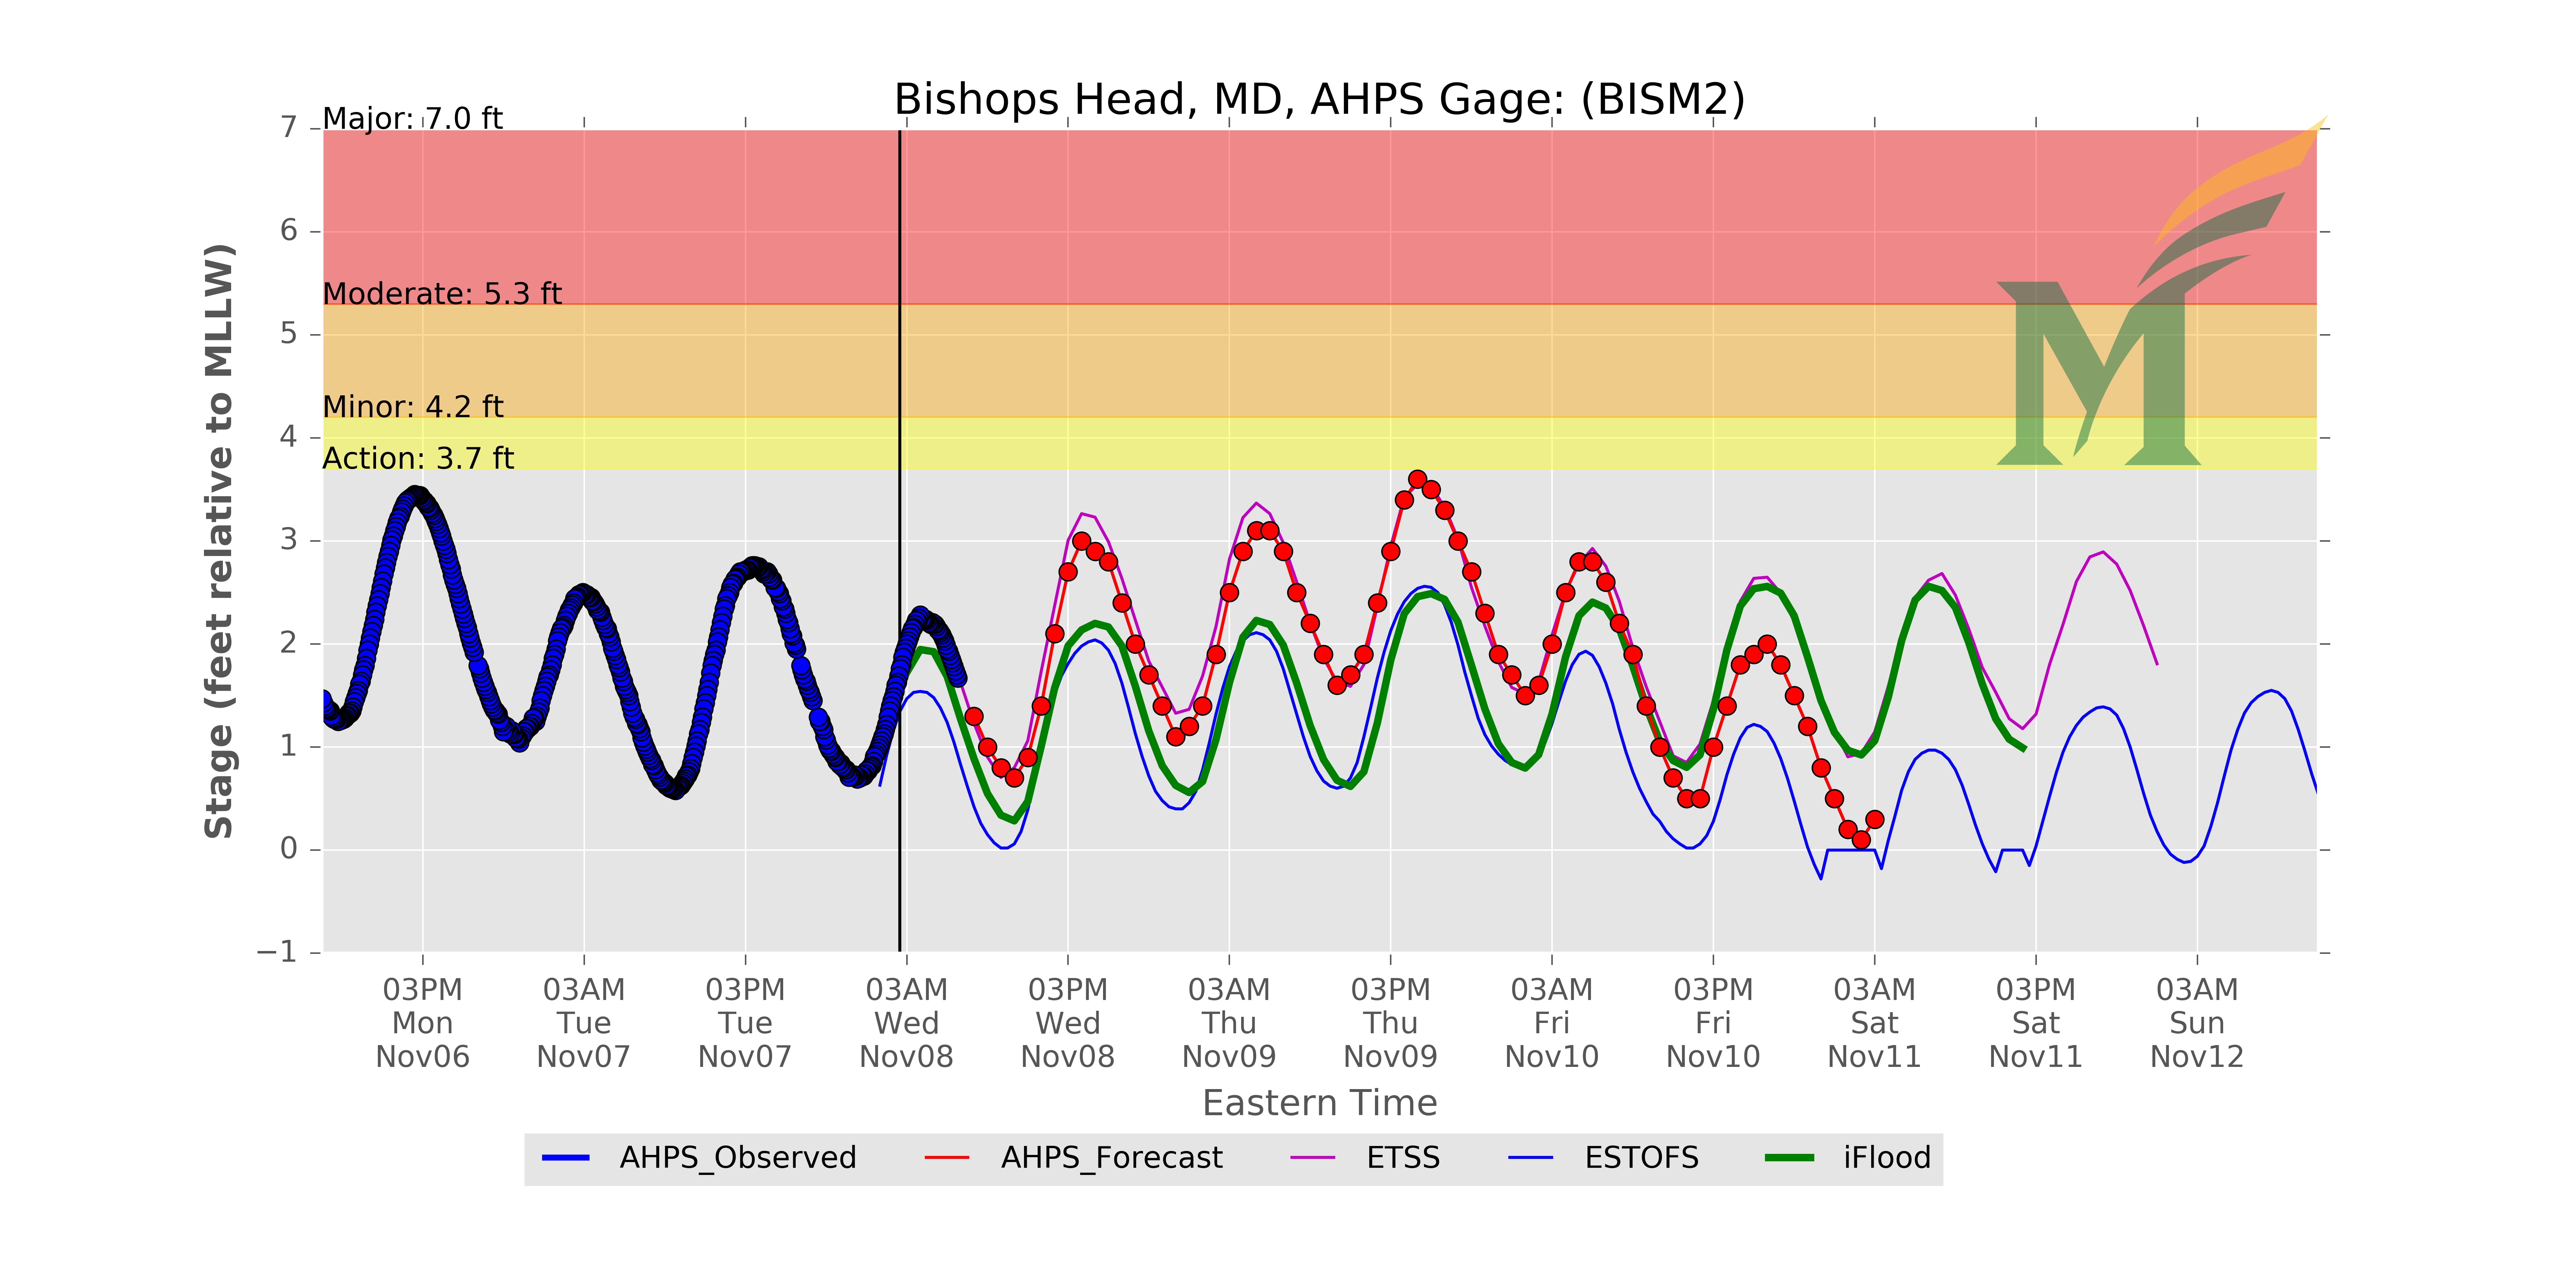 Bishops Head, MD, AHPS Gage: (BISM2)
Major: 7.0 ft
Moderate: 5.3 ft
Minor: 4.2 ft
Action: 3.7 ft
Stage (feet relative to MLLW)
7
6
5
4
3
2
1
0
−1
03PM Mon Nov06
03AM Tue Nov07
03PM Tue Nov07
03AM Wed Nov08
03PM Wed Nov08
03AM Thu Nov09
03PM Thu Nov09
03AM Fri Nov10
03PM Fri Nov10
03AM Sat Nov11
03PM Sat Nov11
03AM Sun Nov12
Eastern Time
AHPS_Observed
AHPS_Forecast
ETSS
ESTOFS
iFlood
M